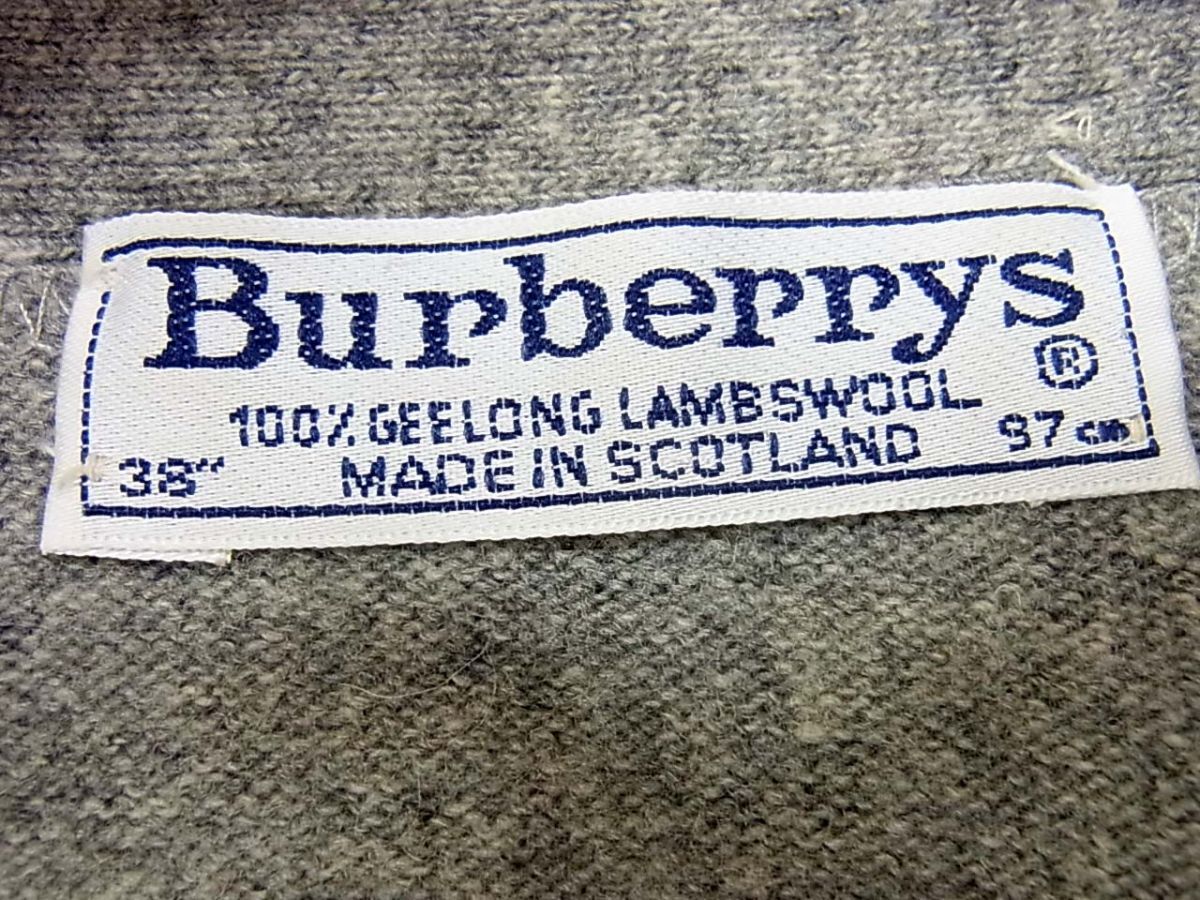 Burberrys
®
100% GEELONG LAMBSWOOL
38" MADE IN SCOTLAND 97 cm